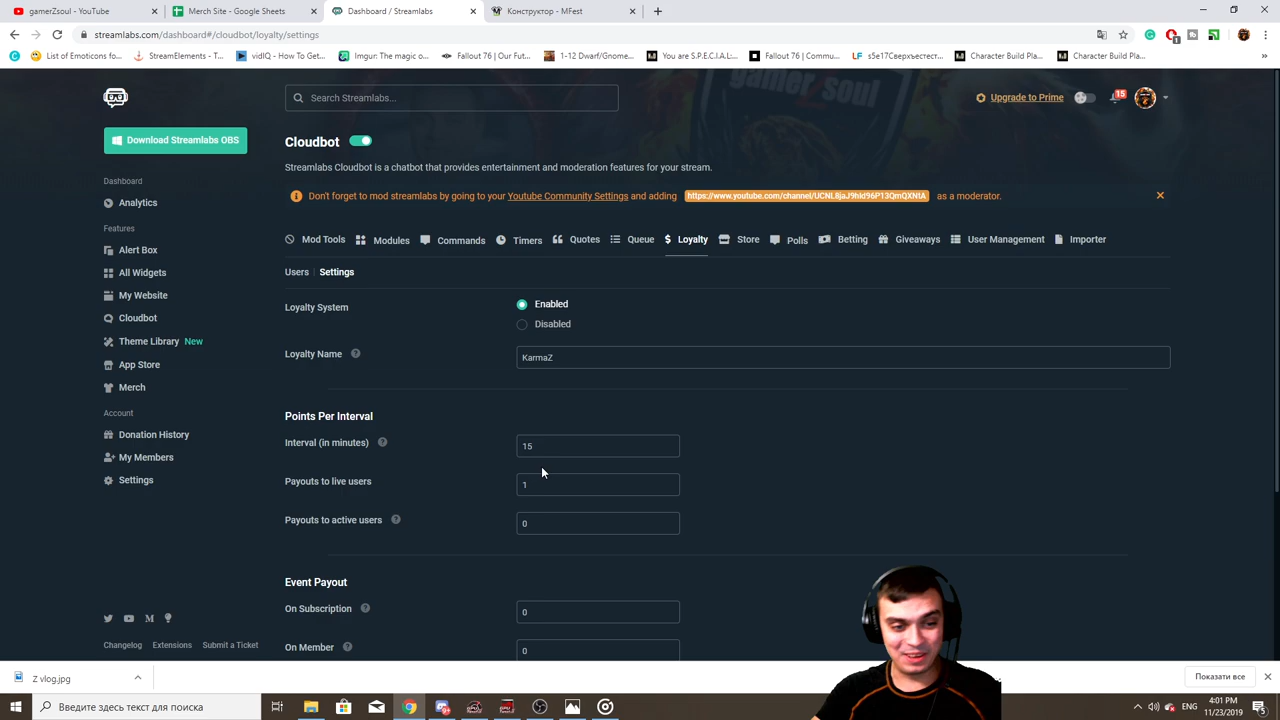 gamerZsoul - YouTube
Merch Site - Google Sheets
Dashboard / Streamlabs
Конструктор - MFest
streamlabs.com/dashboard#/cloudbot/loyalty/settings
List of Emoticons fo...
StreamElements - T...
vidIQ - How To Get...
Imgur: The magic o...
Fallout 76 | Our Fut...
1-12 Dwarf/Gnome...
You are S.P.E.C.I.A.L:...
Fallout 76 | Commu...
s5e17Сверхъестест...
Character Build Pla...
Character Build Pla...
gamer soul
Search Streamlabs...
Upgrade to Prime
15
Download Streamlabs OBS
Cloudbot
Streamlabs Cloudbot is a chatbot that provides entertainment and moderation features for your stream.
Don't forget to mod streamlabs by going to your Youtube Community Settings and adding as a moderator.
Dashboard
Analytics
Features
Alert Box
All Widgets
My Website
Cloudbot
Theme Library New
App Store
Merch
Account
Donation History
My Members
Settings
Mod Tools
Modules
Commands
Timers
Quotes
Queue
Loyalty
Store
Polls
Betting
Giveaways
User Management
Importer
Users | Settings
Loyalty System
Enabled
Disabled
Loyalty Name
KarmaZ
Points Per Interval
Interval (in minutes)
15
Payouts to live users
1
Payouts to active users
0
Event Payout
On Subscription
0
On Member
0
Changelog
Extensions
Submit a Ticket
Z vlog.jpg
Показати все
Введите здесь текст для поиска
ENG
4:01 PM
11/23/2019